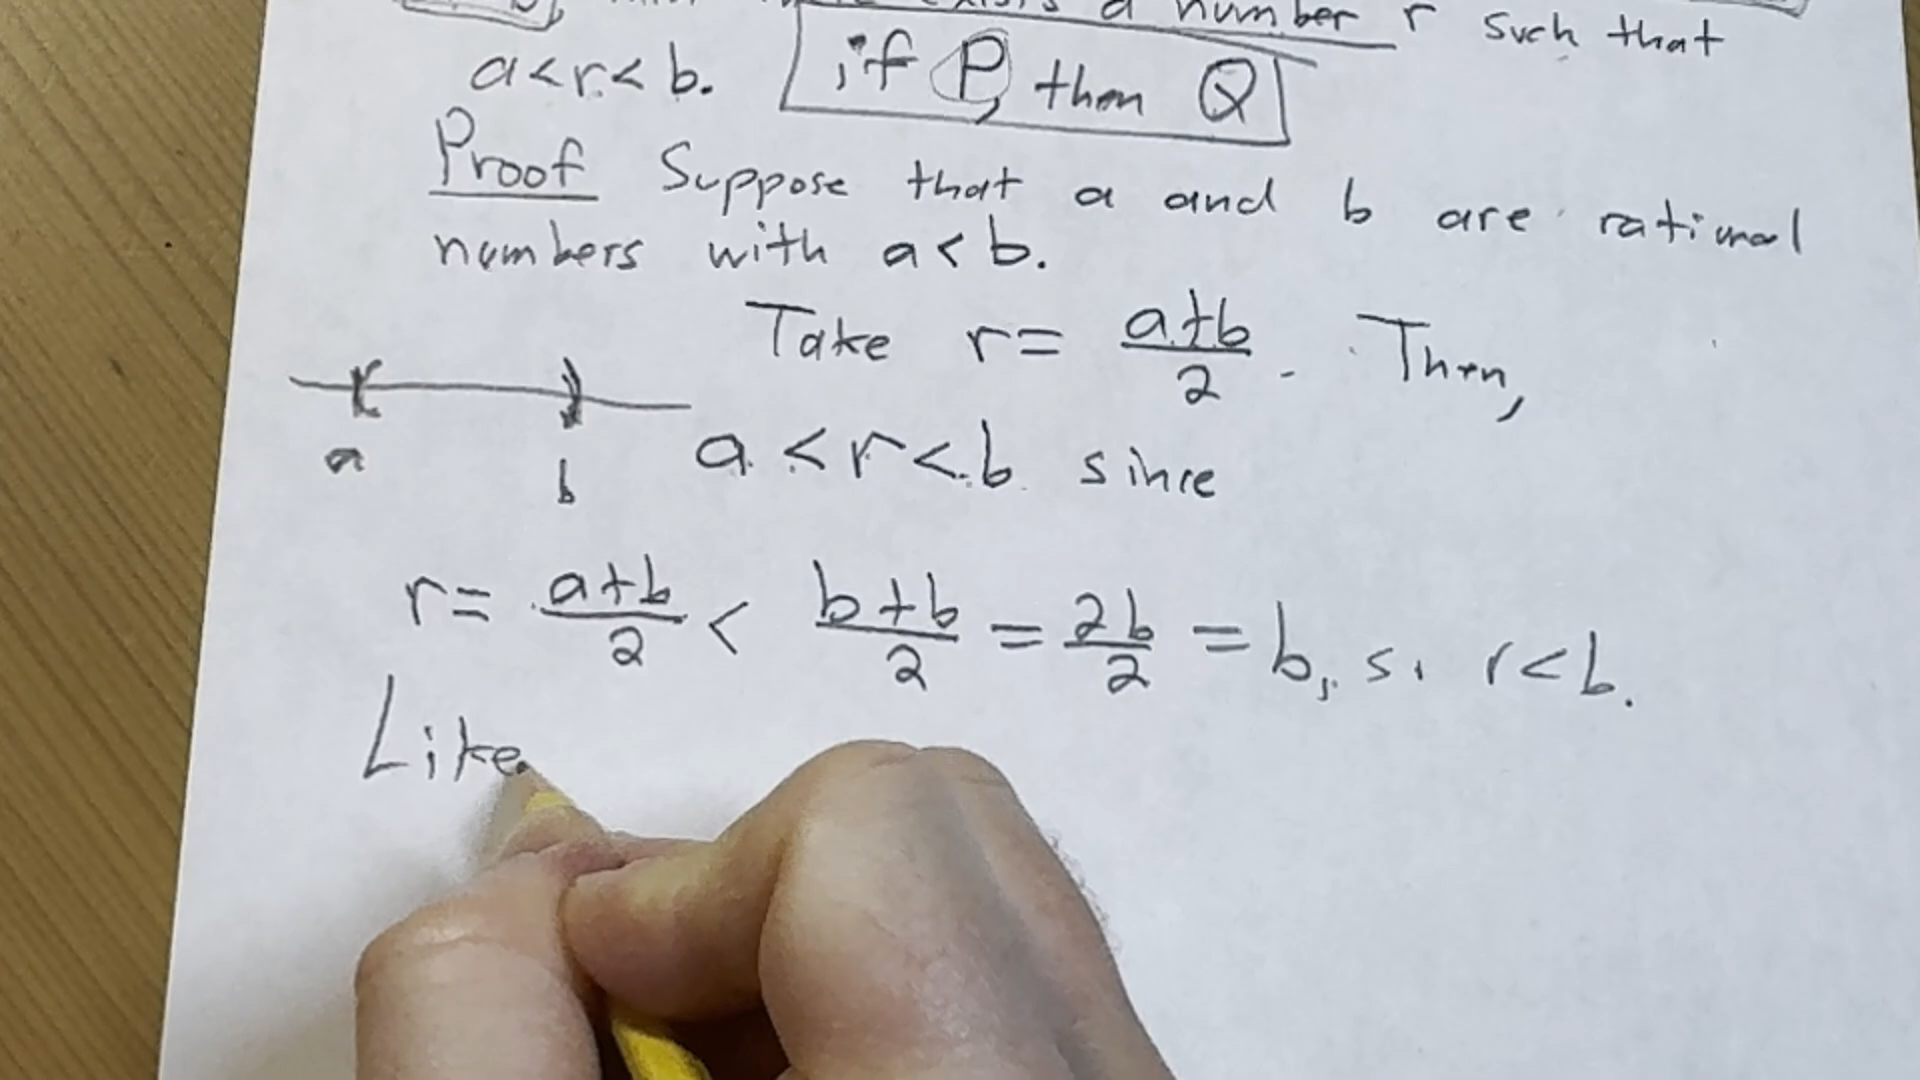 exists a number r such that
a<r<b. if P, then Q
Proof Suppose that a and b are rational
numbers with a<b.
Take r = a+b/2. Then,
a b
a<r<b since
r = a+b/2 < b+b/2 = 2b/2 = b, so r<b.
Like